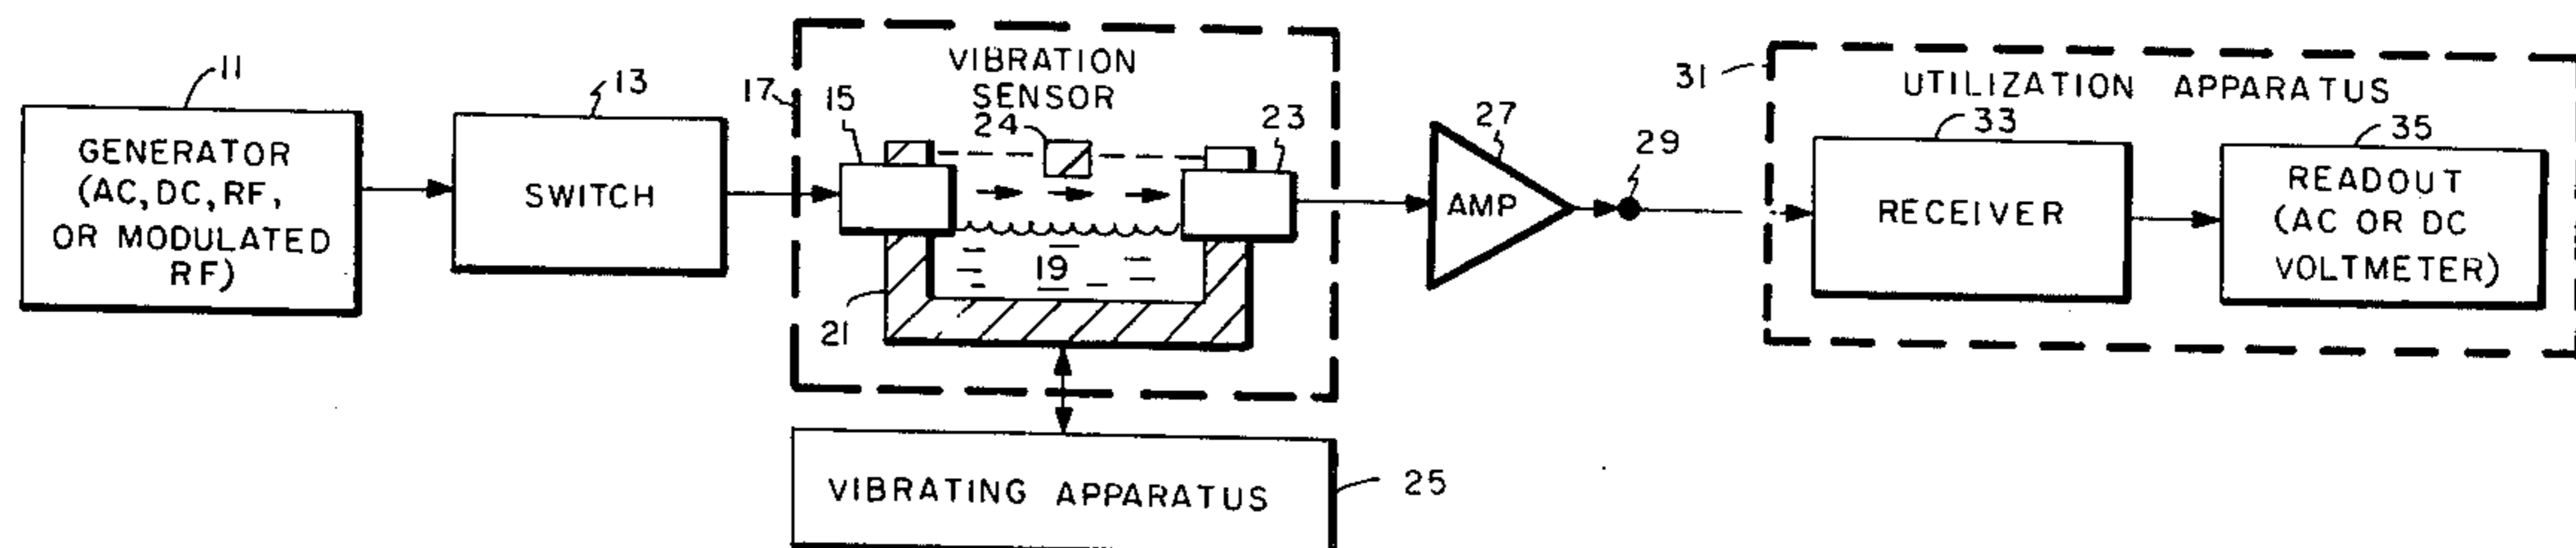 11
GENERATOR
(AC, DC, RF,
OR MODULATED
RF)
13
SWITCH
17
VIBRATION
SENSOR
15
24
23
19
21
VIBRATING APPARATUS
25
27
AMP
29
31
UTILIZATION APPARATUS
33
RECEIVER
35
READOUT
(AC OR DC
VOLTMETER)